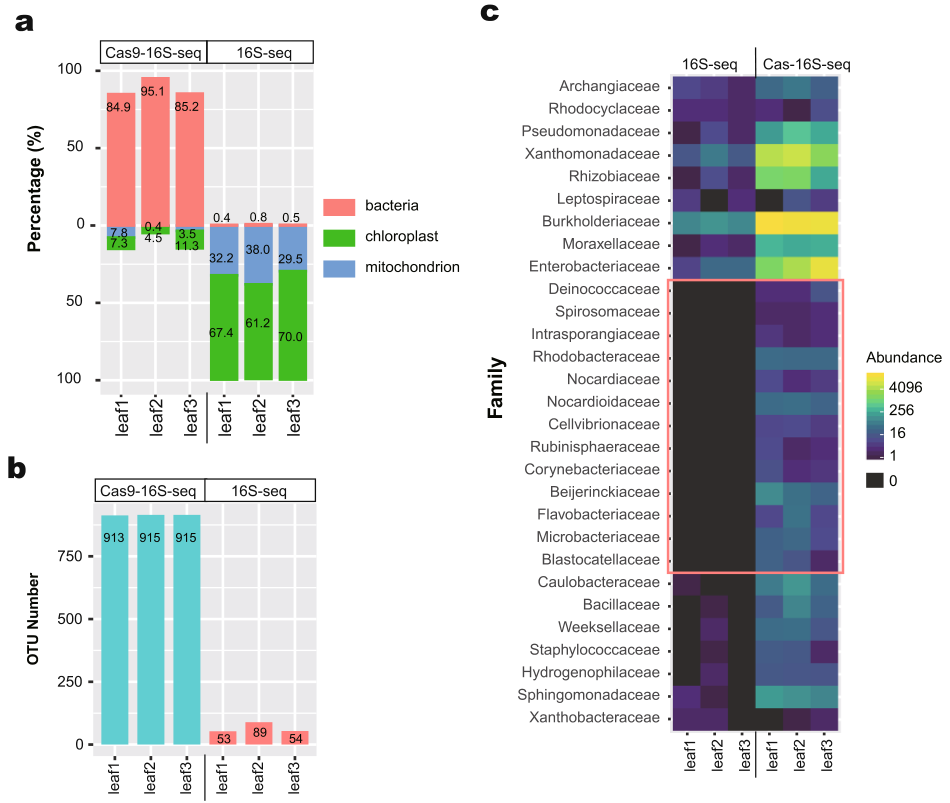 a
Cas9-16S-seq 16S-seq
Percentage (%)
100
50
0
50
100
84.9 95.1 85.2
0.4 0.8 0.5
7.8 0.4 3.5
7.3 4.5 11.3
32.2 38.0 29.5
67.4 61.2 70.0
leaf1 leaf2 leaf3 leaf1 leaf2 leaf3
bacteria
chloroplast
mitochondrion
b
Cas9-16S-seq 16S-seq
OTU Number
750
500
250
0
913 915 915 53 89 54
leaf1 leaf2 leaf3 leaf1 leaf2 leaf3
c
16S-seq Cas-16S-seq
Family
Archangiaceae
Rhodocyclaceae
Pseudomonadaceae
Xanthomonadaceae
Rhizobiaceae
Leptospiraceae
Burkholderiaceae
Moraxellaceae
Enterobacteriaceae
Deinococcaceae
Spirosomaceae
Intrasporangiaceae
Rhodobacteraceae
Nocardiaceae
Nocardioidaceae
Cellvibrionaceae
Rubinisphaeraceae
Corynebacteriaceae
Beijerinckiaceae
Flavobacteriaceae
Microbacteriaceae
Blastocatellaceae
Caulobacteraceae
Bacillaceae
Weeksellaceae
Staphylococcaceae
Hydrogenophilaceae
Sphingomonadaceae
Xanthobacteraceae
leaf1 leaf2 leaf3 leaf1 leaf2 leaf3
Abundance
4096
256
16
1
0